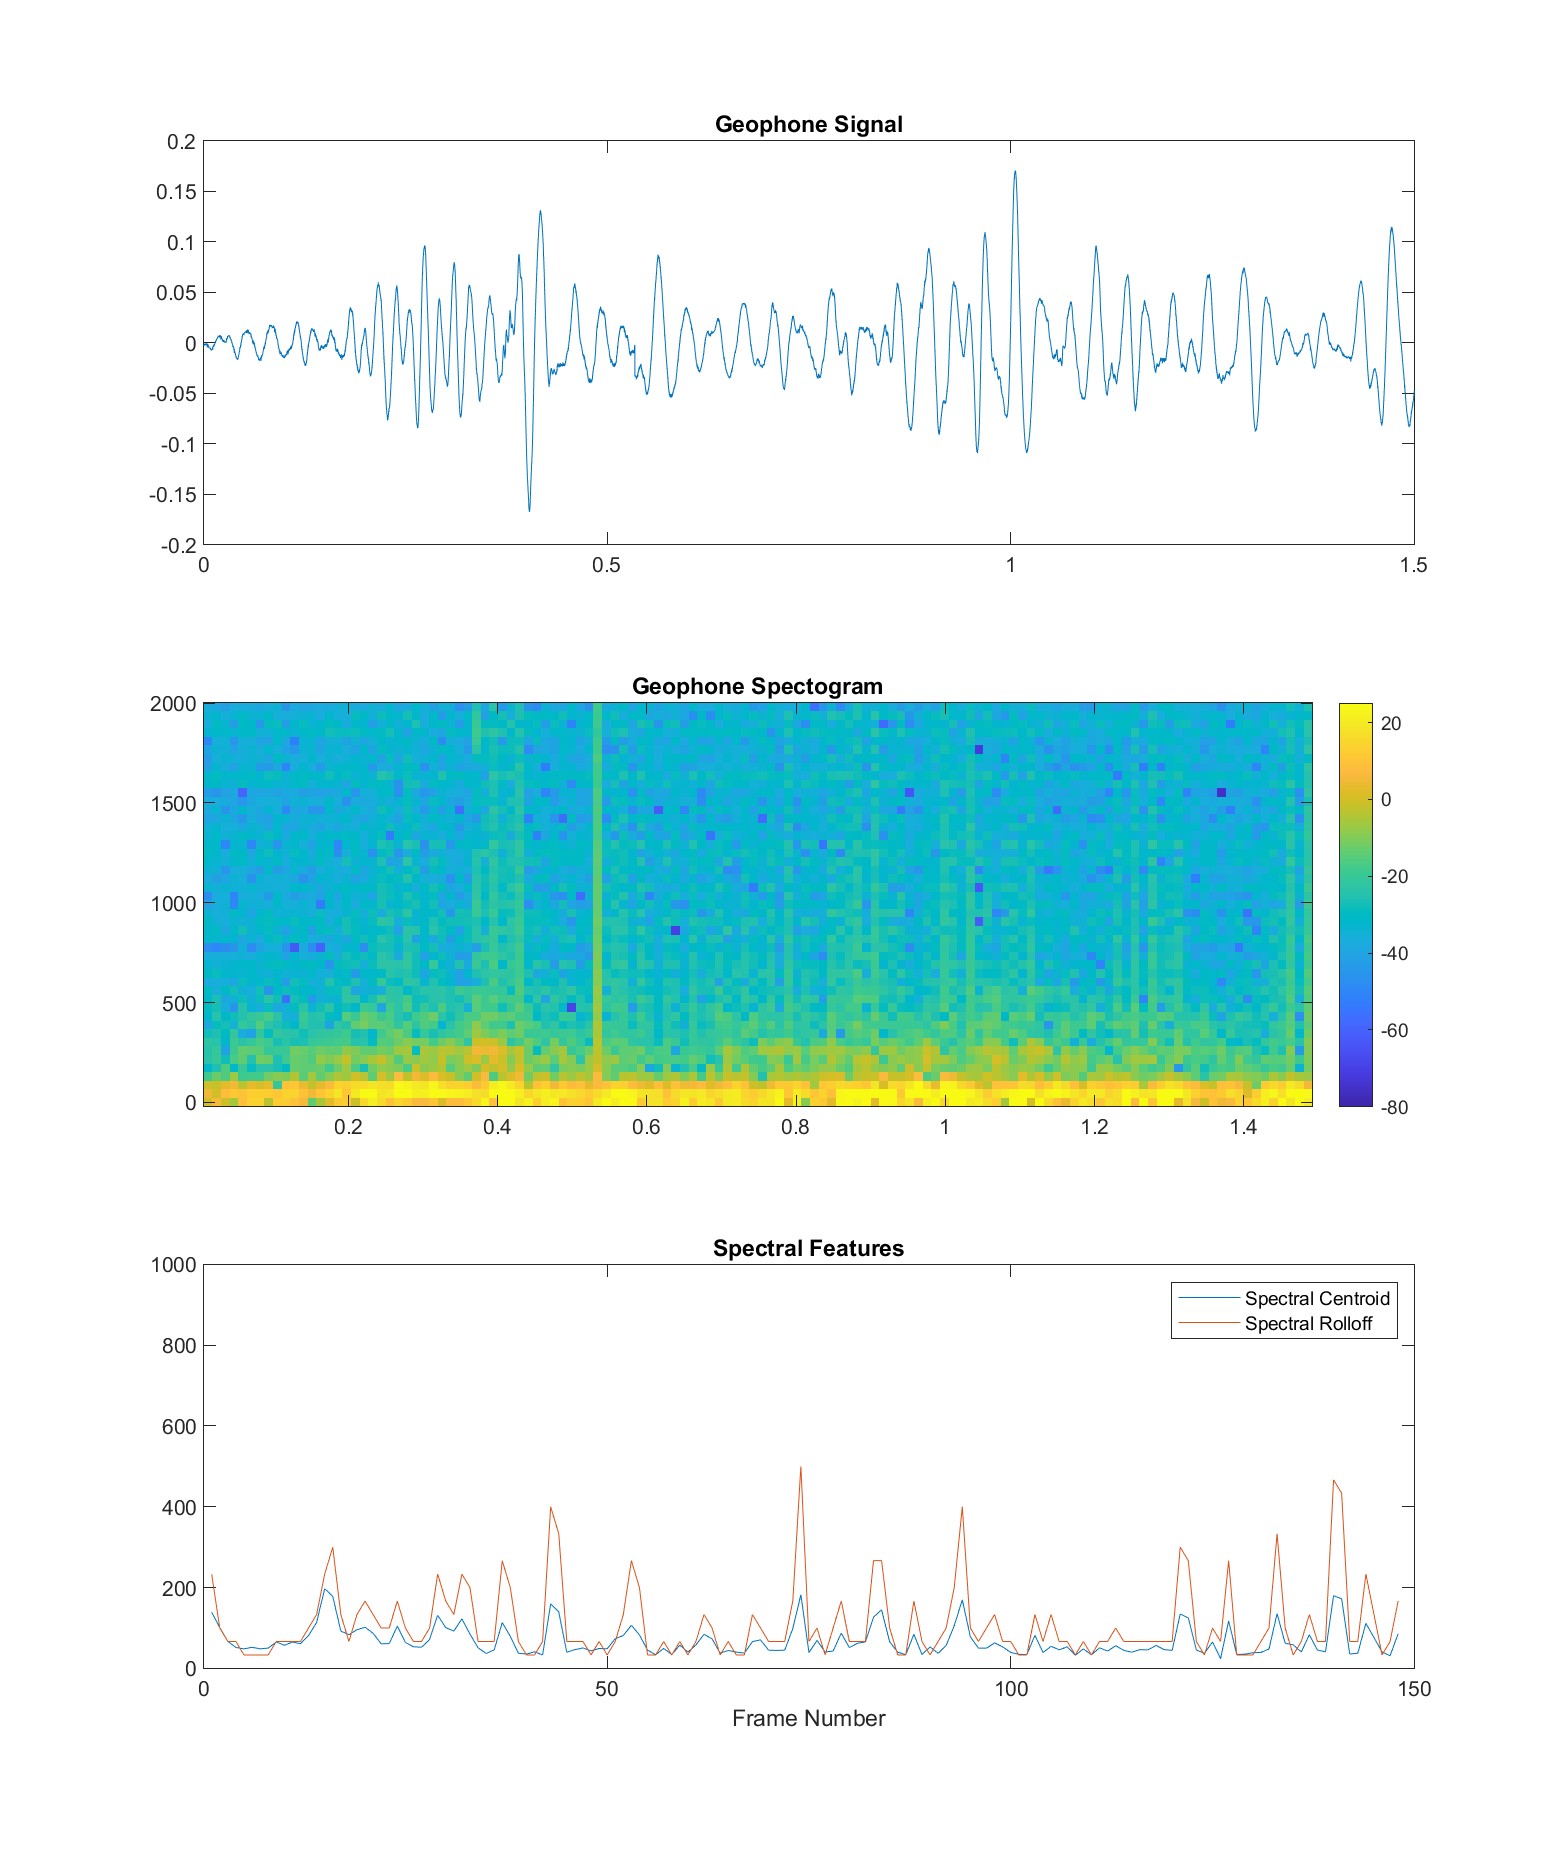 Geophone Signal
0.2
0.15
0.1
0.05
0
-0.05
-0.1
-0.15
-0.2
0 0.5 1 1.5
Geophone Spectogram
2000
1500
1000
500
0
0.2 0.4 0.6 0.8 1 1.2 1.4
20
0
-20
-40
-60
-80
Spectral Features
1000
800
600
400
200
0
0 50 100 150
Spectral Centroid
Spectral Rolloff
Frame Number